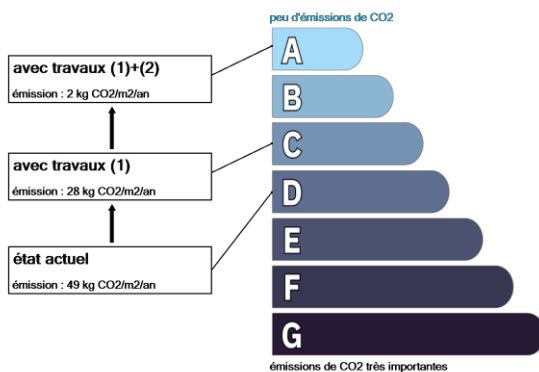 peu d'émissions de CO2
avec travaux (1)+(2)
émission : 2 kg CO2/m2/an
avec travaux (1)
émission : 28 kg CO2/m2/an
état actuel
émission : 49 kg CO2/m2/an
A
B
C
D
E
F
G
émissions de CO2 très importantes